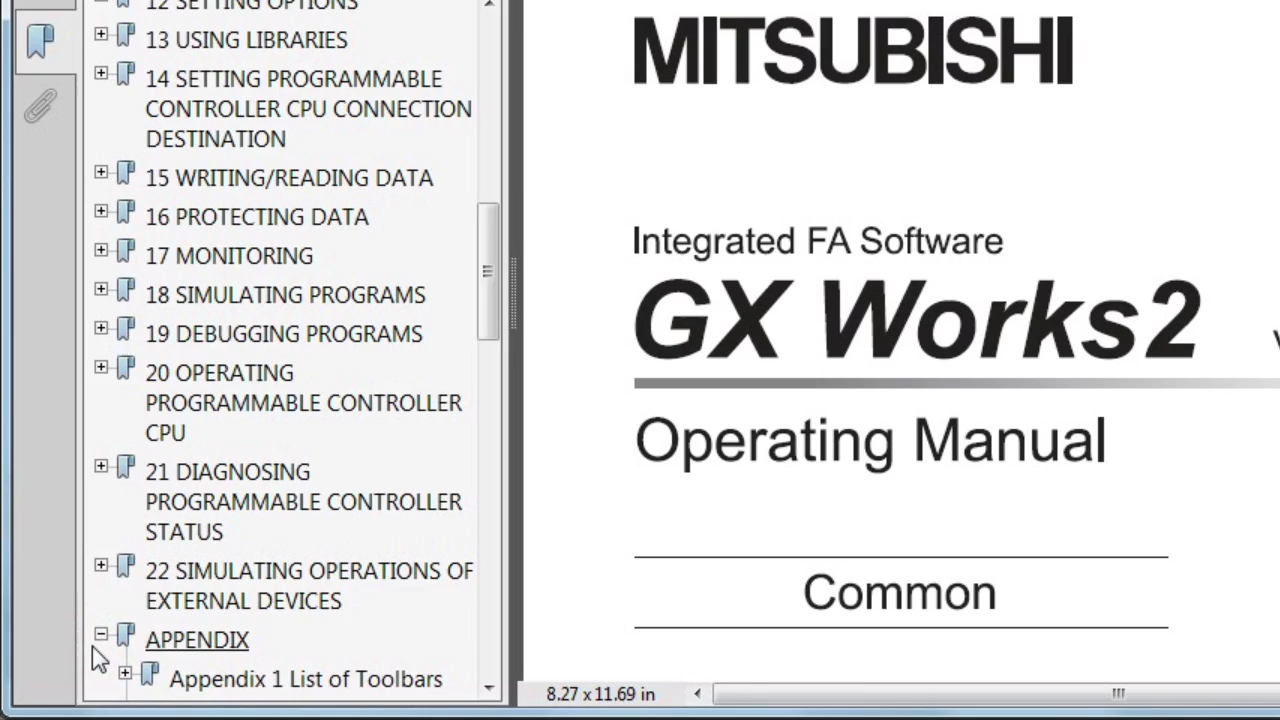 12 SETTING OPTIONS
13 USING LIBRARIES
14 SETTING PROGRAMMABLE
CONTROLLER CPU CONNECTION
DESTINATION
15 WRITING/READING DATA
16 PROTECTING DATA
17 MONITORING
18 SIMULATING PROGRAMS
19 DEBUGGING PROGRAMS
20 OPERATING
PROGRAMMABLE CONTROLLER
CPU
21 DIAGNOSING
PROGRAMMABLE CONTROLLER
STATUS
22 SIMULATING OPERATIONS OF
EXTERNAL DEVICES
APPENDIX
Appendix 1 List of Toolbars
MITSUBISHI
Integrated FA Software
GX Works2
Operating Manual
Common
8.27 x 11.69 in